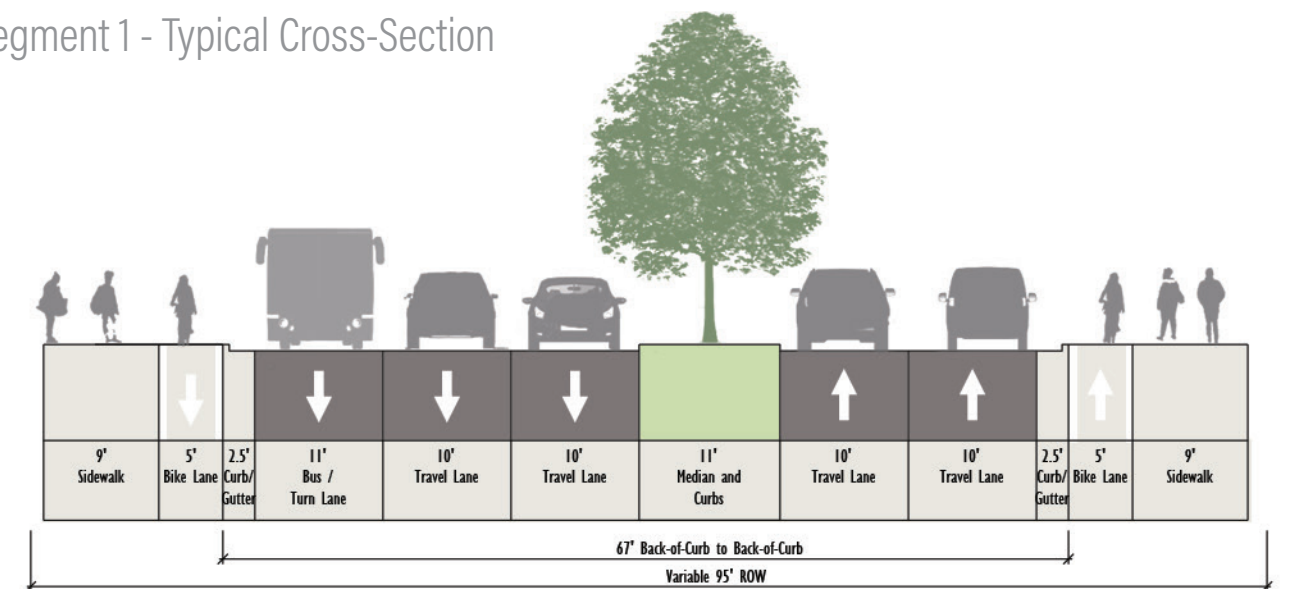 egment 1 - Typical Cross-Section
9' Sidewalk
5' Bike Lane
2.5' Curb/ Gutter
11' Bus / Turn Lane
10' Travel Lane
10' Travel Lane
11' Median and Curbs
10' Travel Lane
10' Travel Lane
2.5' Curb/ Gutter
5' Bike Lane
9' Sidewalk
67' Back-of-Curb to Back-of-Curb
Variable 95' ROW